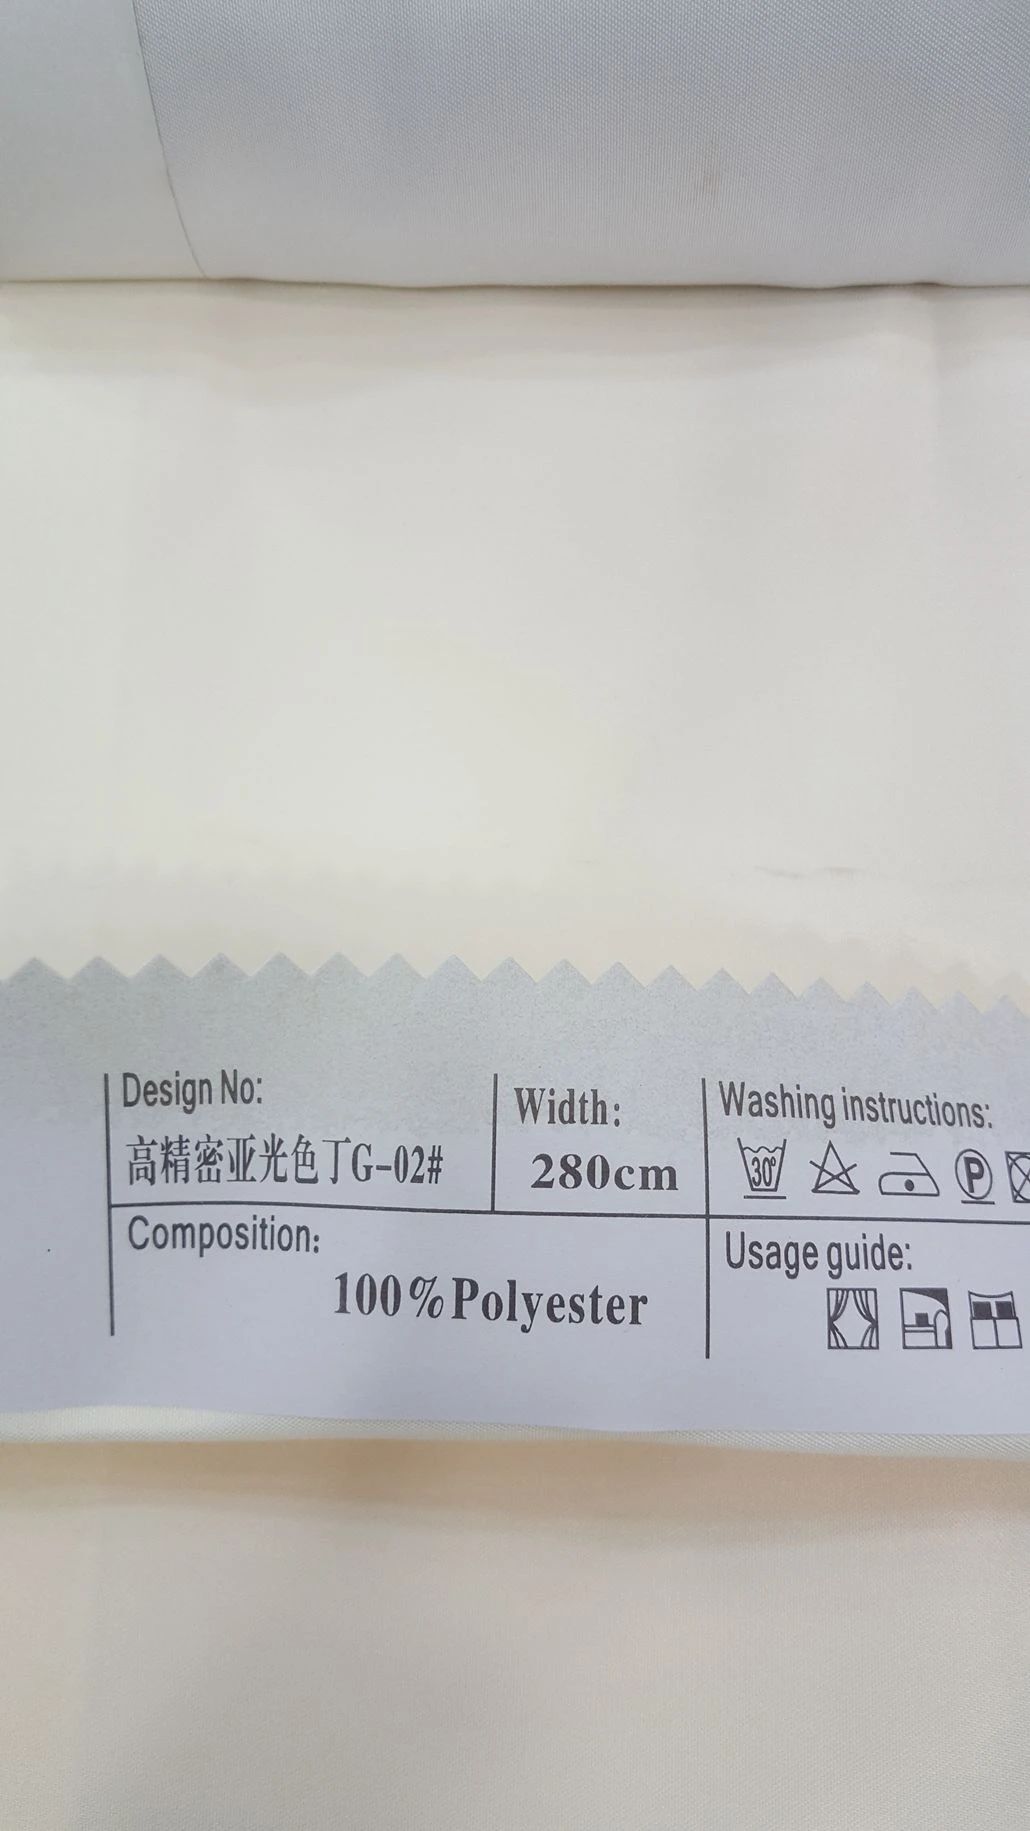 Design No:
高精密亚光色丁G-02#
Width:
280cm
Washing instructions:
30°
P
Composition:
100%Polyester
Usage guide: